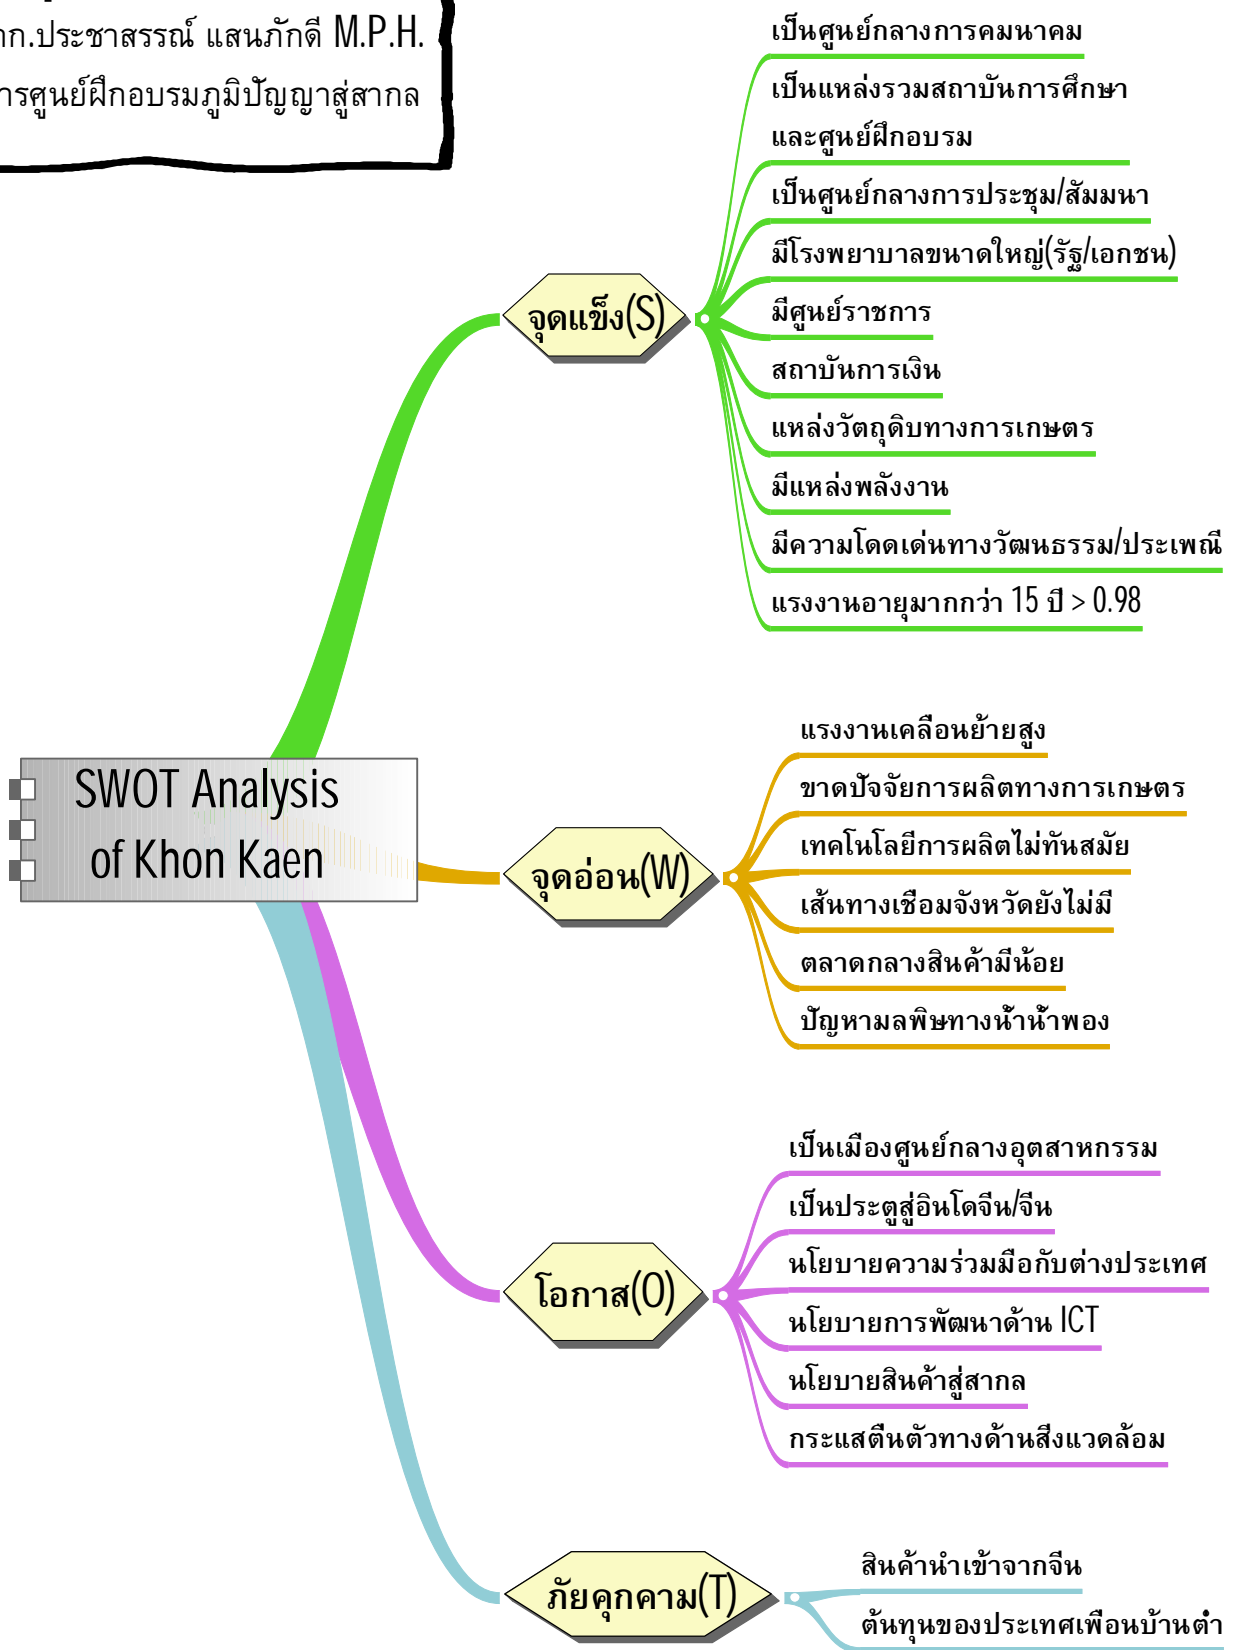 ก.ประชาสรรณ์ แสนภักดี M.P.H.
ารศูนย์ฝึกอบรมภูมิปัญญาสู่สากล
เป็นศูนย์กลางการคมนาคม
เป็นแหล่งรวมสถาบันการศึกษา
และศูนย์ฝึกอบรม
เป็นศูนย์กลางการประชุม/สัมมนา
มีโรงพยาบาลขนาดใหญ่(รัฐ/เอกชน)
จุดแข็ง(S)
มีศูนย์ราชการ
สถาบันการเงิน
แหล่งวัตถุดิบทางการเกษตร
มีแหล่งพลังงาน
มีความโดดเด่นทางวัฒนธรรม/ประเพณี
แรงงานอายุมากกว่า 15 ปี > 0.98
SWOT Analysis
of Khon Kaen
แรงงานเคลื่อนย้ายสูง
ขาดปัจจัยการผลิตทางการเกษตร
เทคโนโลยีการผลิตไม่ทันสมัย
จุดอ่อน(W)
เส้นทางเชื่อมจังหวัดยังไม่มี
ตลาดกลางสินค้ามีน้อย
ปัญหามลพิษทางน้ำน้ำพอง
เป็นเมืองศูนย์กลางอุตสาหกรรม
เป็นประตูสู่อินโดจีน/จีน
นโยบายความร่วมมือกับต่างประเทศ
โอกาส(O)
นโยบายการพัฒนาด้าน ICT
นโยบายสินค้าสู่สากล
กระแสตื่นตัวทางด้านสิ่งแวดล้อม
สินค้านำเข้าจากจีน
ภัยคุกคาม(T)
ต้นทุนของประเทศเพื่อนบ้านต่ำ